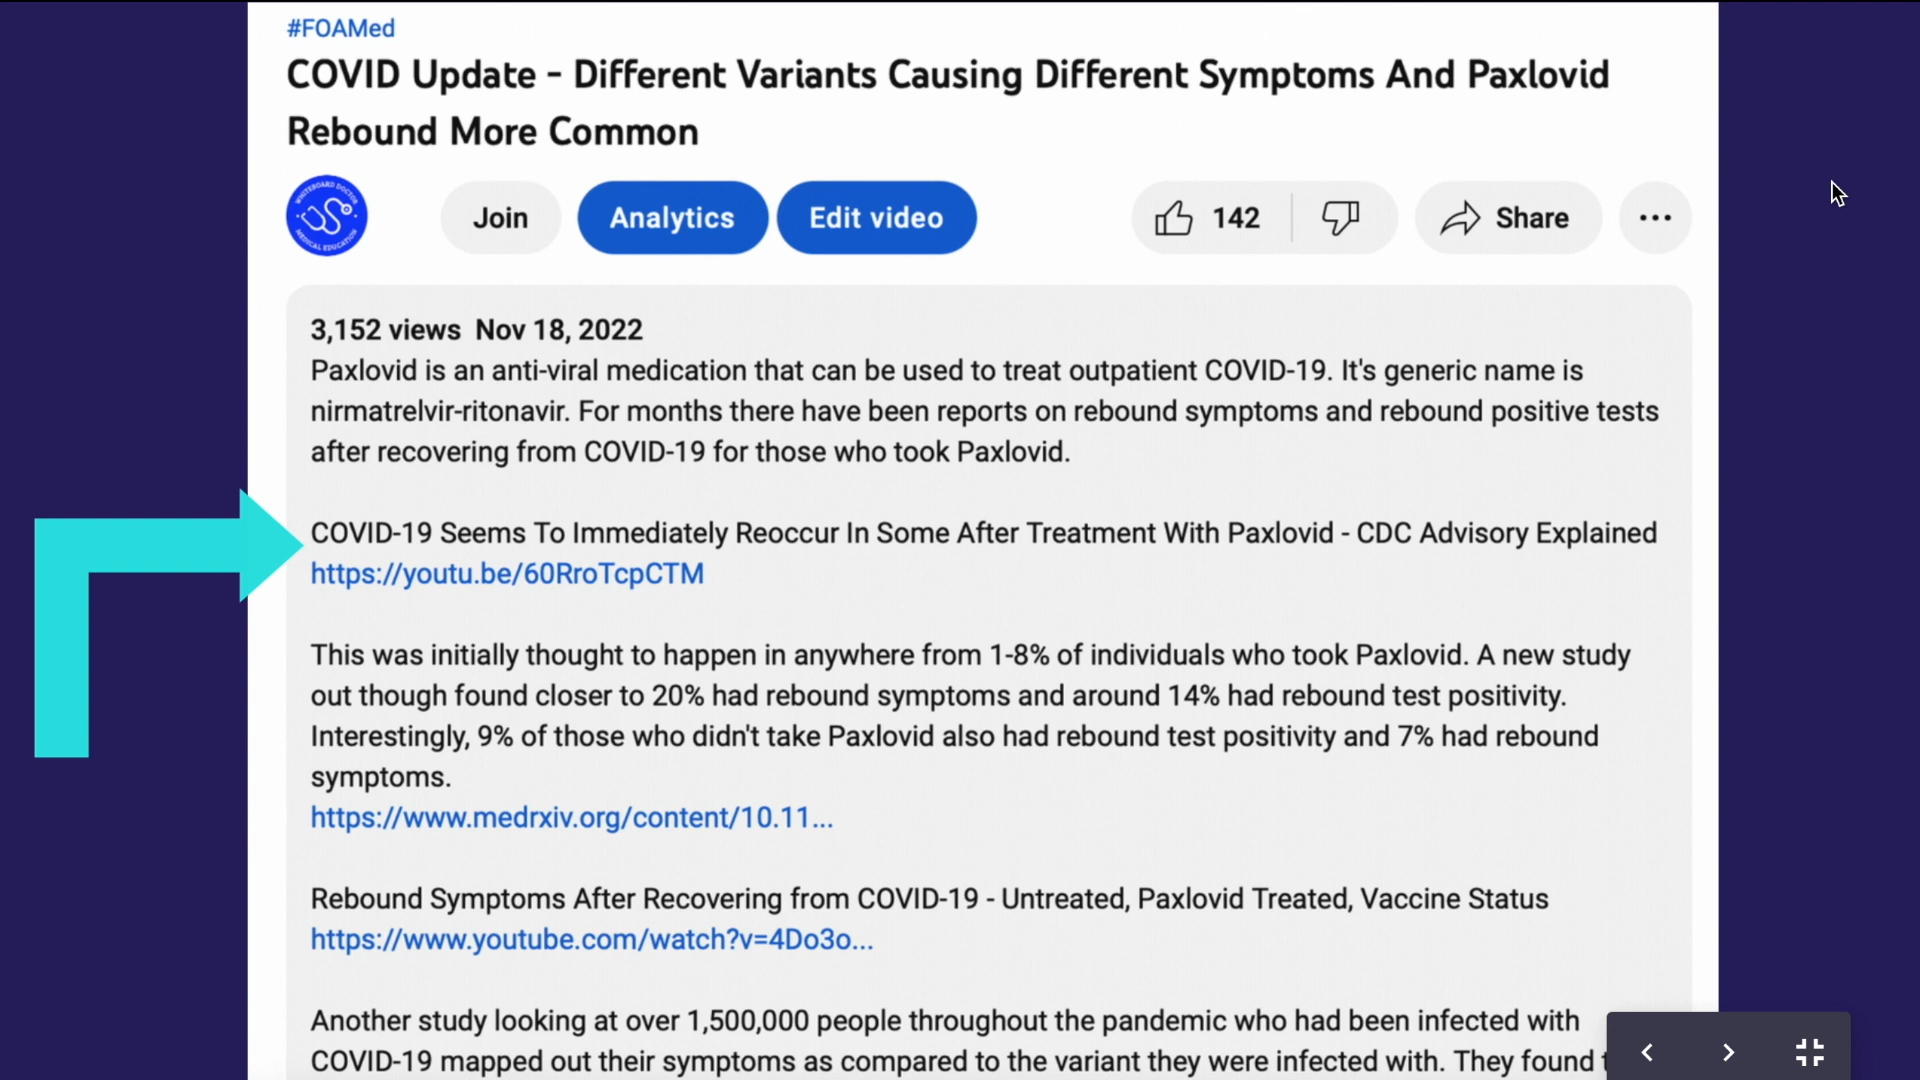 #FOAMed
COVID Update - Different Variants Causing Different Symptoms And Paxlovid
Rebound More Common
WHITEBOARD DOCTOR
MEDICAL EDUCATION
Join
Analytics
Edit video
142
Share
3,152 views Nov 18, 2022
Paxlovid is an anti-viral medication that can be used to treat outpatient COVID-19. It's generic name is
nirmatrelvir-ritonavir. For months there have been reports on rebound symptoms and rebound positive tests
after recovering from COVID-19 for those who took Paxlovid.
COVID-19 Seems To Immediately Reoccur In Some After Treatment With Paxlovid - CDC Advisory Explained
https://youtu.be/60RroTcpCTM
This was initially thought to happen in anywhere from 1-8% of individuals who took Paxlovid. A new study
out though found closer to 20% had rebound symptoms and around 14% had rebound test positivity.
Interestingly, 9% of those who didn't take Paxlovid also had rebound test positivity and 7% had rebound
symptoms.
https://www.medrxiv.org/content/10.11...
Rebound Symptoms After Recovering from COVID-19 - Untreated, Paxlovid Treated, Vaccine Status
https://www.youtube.com/watch?v=4Do3o...
Another study looking at over 1,500,000 people throughout the pandemic who had been infected with
COVID-19 mapped out their symptoms as compared to the variant they were infected with. They found